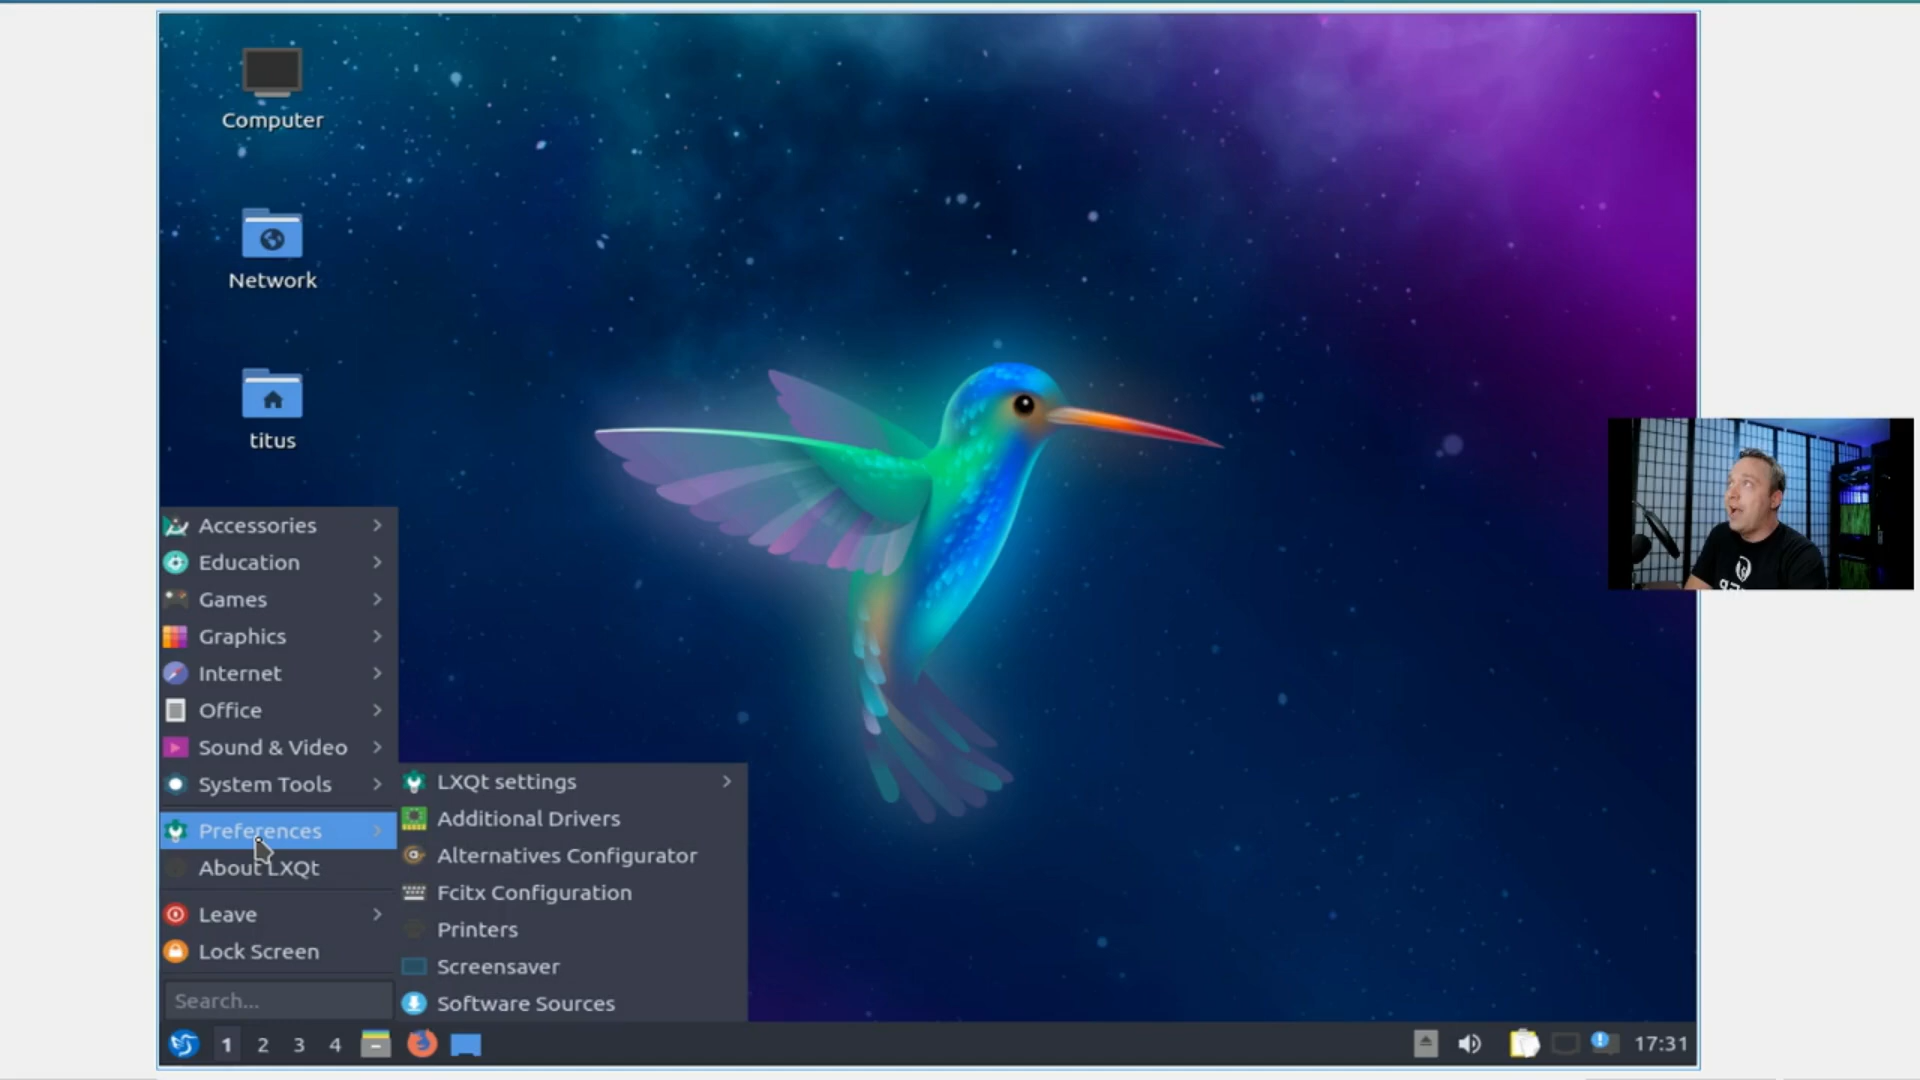 Computer
Network
titus
Accessories
Education
Games
Graphics
Internet
Office
Sound & Video
System Tools
Preferences
About LXQt
Leave
Lock Screen
Search...
LXQt settings
Additional Drivers
Alternatives Configurator
Fcitx Configuration
Printers
Screensaver
Software Sources
1 2 3 4
17:31